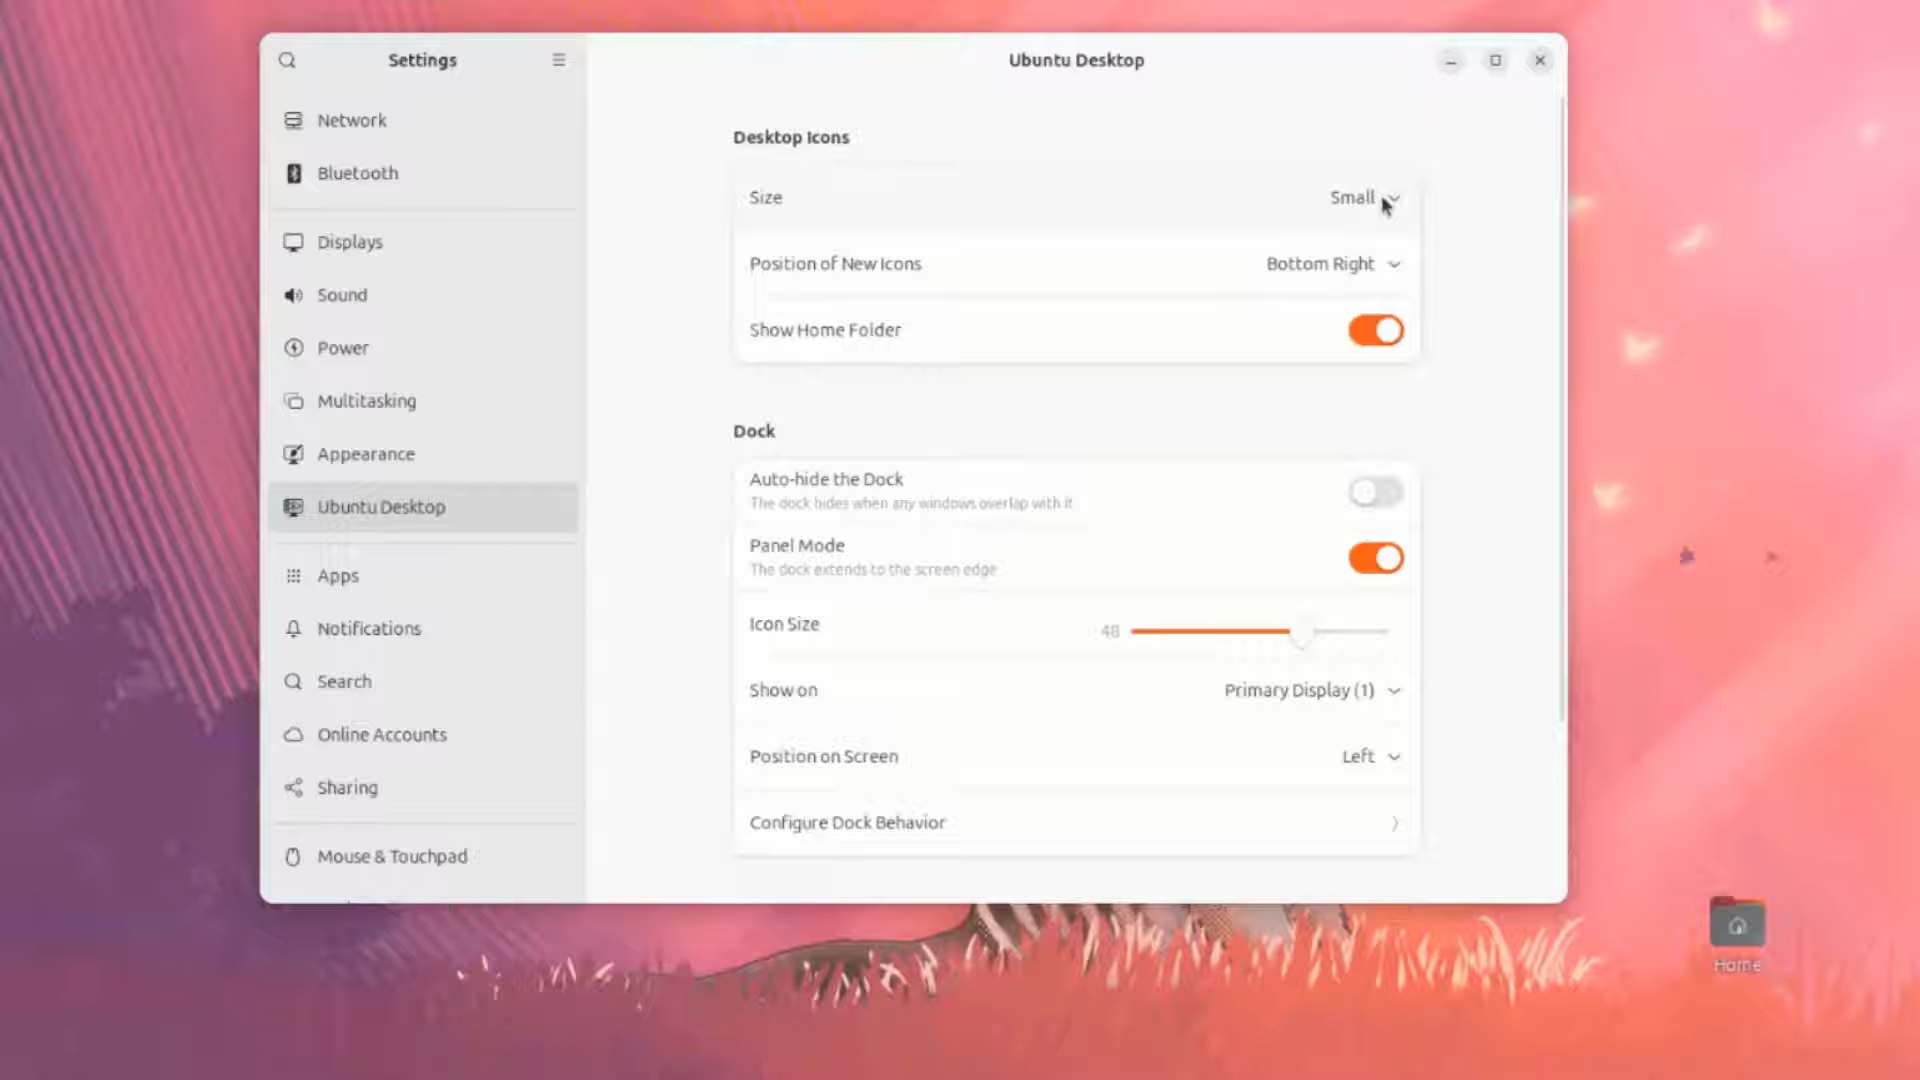 Settings
Ubuntu Desktop
Network
Bluetooth
Displays
Sound
Power
Multitasking
Appearance
Ubuntu Desktop
Apps
Notifications
Search
Online Accounts
Sharing
Mouse & Touchpad
Desktop Icons
Size
Small
Position of New Icons
Bottom Right
Show Home Folder
Dock
Auto-hide the Dock
The dock hides when any windows overlap with it
Panel Mode
The dock extends to the screen edge
Icon Size
48
Show on
Primary Display (1)
Position on Screen
Left
Configure Dock Behavior
Home